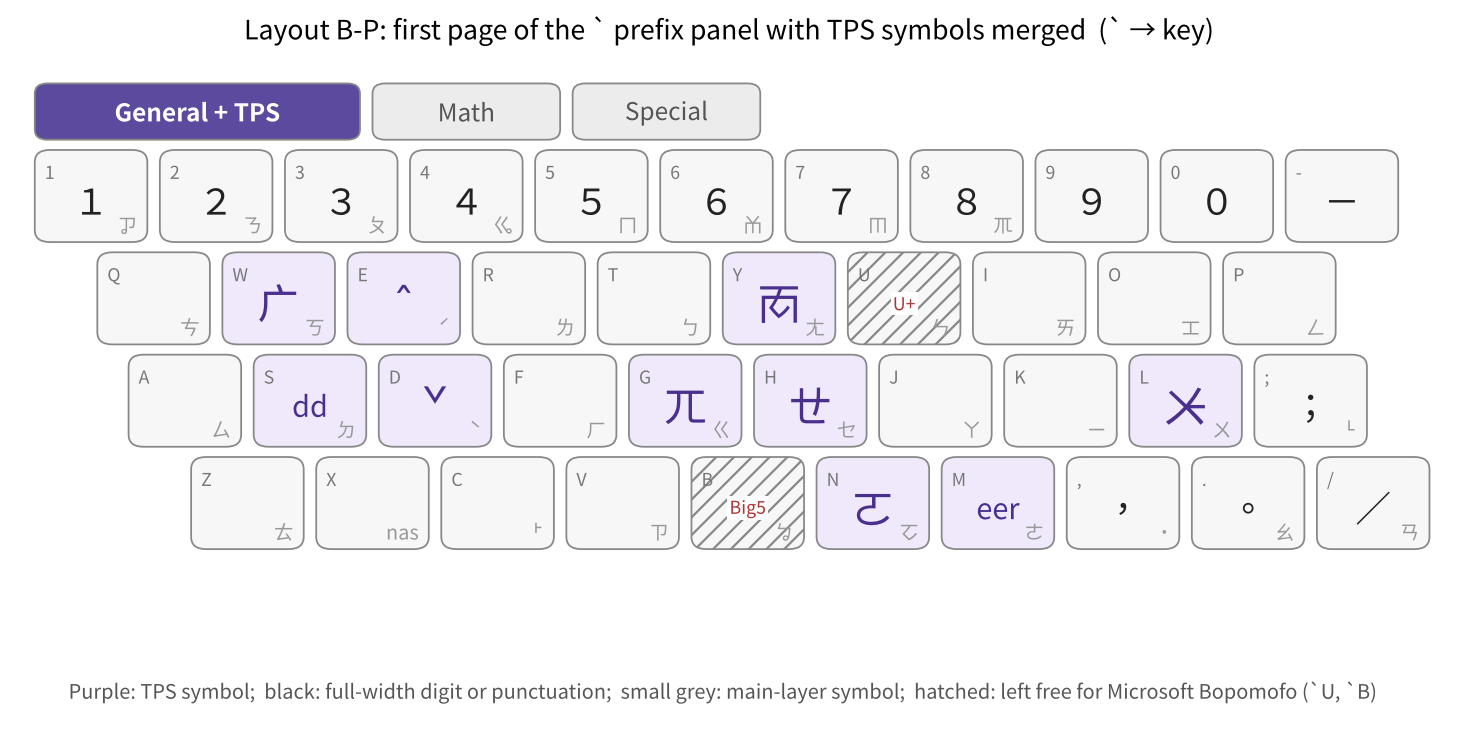 Layout B-P: first page of the ` prefix panel with TPS symbols merged (` → key)
General + TPS Math Special
1 1 ㄗ 2 2 ㄋ 3 3 ㄆ 4 4 5 5 ㄇ 6 6 7 7 8 8 9 9 0 0 - －
Q ㄘ W 广 ㄎ E ˆ ˊ R ㄌ T ㄅ Y ㄤ U U+ ㄣ I ㄞ O ㄥ P
A ㄙ S dd ㄉ D ˇ ˋ F ㄏ G ㄍ H ㄝ J ㄚ K ㄧ L ㄨ ; ； ㄴ
Z ㄊ X nas C ㅏ V ㄗ B Big5 N ㄛ M eer ㄜ , ， · . 。 ㄠ / ／ ㄢ
Purple: TPS symbol; black: full-width digit or punctuation; small grey: main-layer symbol; hatched: left free for Microsoft Bopomofo (`U, `B)